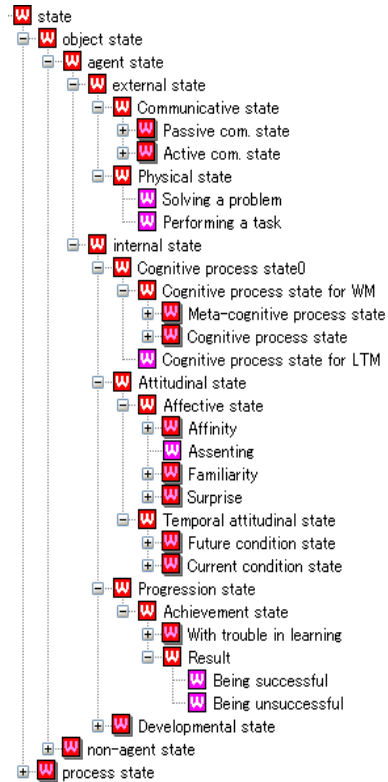 state
object state
agent state
external state
Communicative state
Passive com. state
Active com. state
Physical state
Solving a problem
Performing a task
internal state
Cognitive process state0
Cognitive process state for WM
Meta-cognitive process state
Cognitive process state
Cognitive process state for LTM
Attitudinal state
Affective state
Affinity
Assenting
Familiarity
Surprise
Temporal attitudinal state
Future condition state
Current condition state
Progression state
Achievement state
With trouble in learning
Result
Being successful
Being unsuccessful
Developmental state
non-agent state
process state